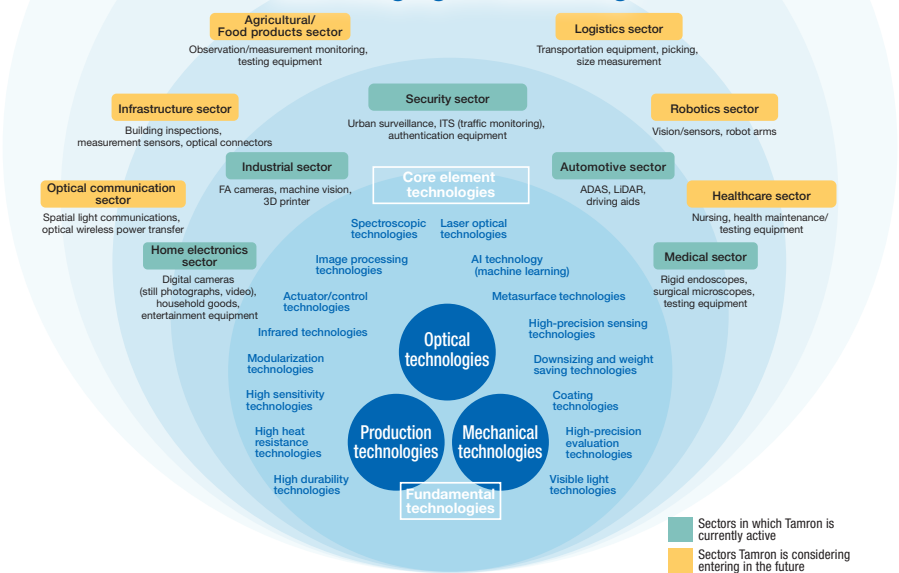 Agricultural/
Food products sector
Observation/measurement monitoring,
testing equipment
Logistics sector
Transportation equipment, picking,
size measurement
Security sector
Urban surveillance, ITS (traffic monitoring),
authentication equipment
Infrastructure sector
Building inspections,
measurement sensors, optical connectors
Robotics sector
Vision/sensors, robot arms
Industrial sector
FA cameras, machine vision,
3D printer
Automotive sector
ADAS, LiDAR,
driving aids
Optical communication
sector
Spatial light communications,
optical wireless power transfer
Healthcare sector
Nursing, health maintenance/
testing equipment
Home electronics
sector
Digital cameras
(still photographs, video),
household goods,
entertainment equipment
Medical sector
Rigid endoscopes,
surgical microscopes,
testing equipment
Core element
technologies
Spectroscopic
technologies
Laser optical
technologies
Image processing
technologies
AI technology
(machine learning)
Actuator/control
technologies
Metasurface technologies
Infrared technologies
High-precision sensing
technologies
Modularization
technologies
Downsizing and weight
saving technologies
High sensitivity
technologies
Coating
technologies
High heat
resistance
technologies
High-precision
evaluation
technologies
High durability
technologies
Visible light
technologies
Optical
technologies
Production
technologies
Mechanical
technologies
Fundamental
technologies
Sectors in which Tamron is
currently active
Sectors Tamron is considering
entering in the future